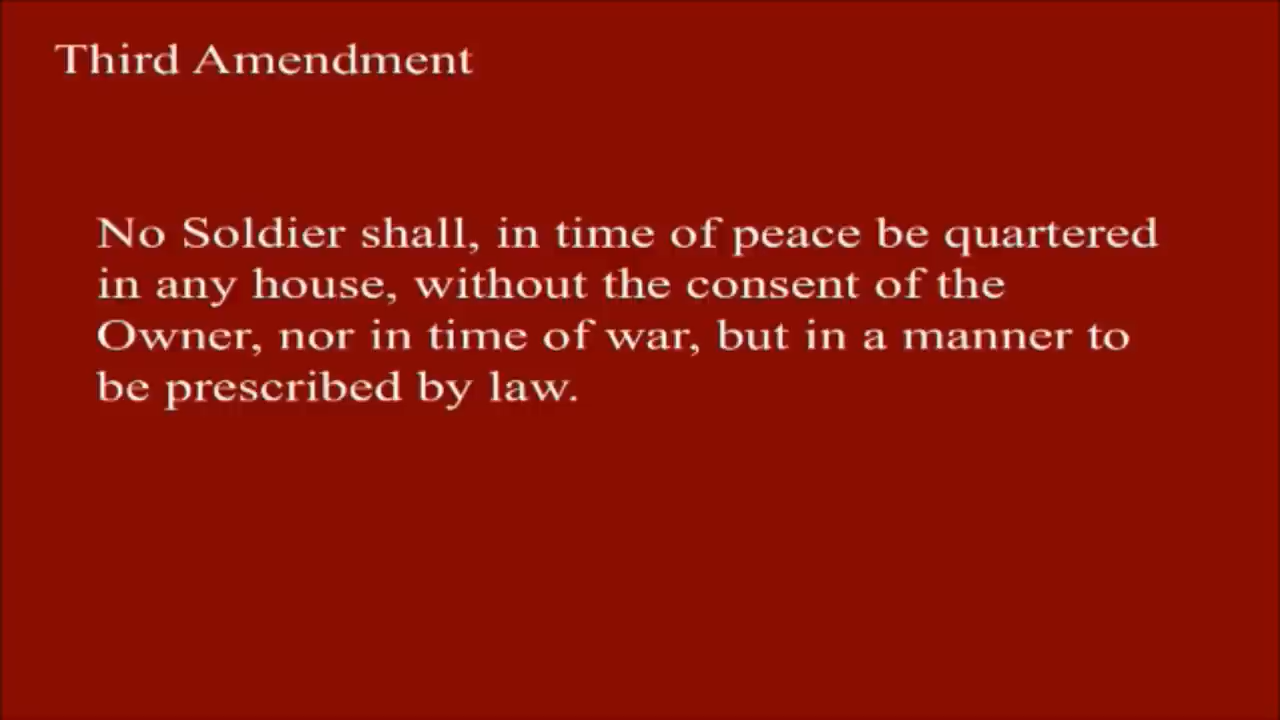 Third Amendment
No Soldier shall, in time of peace be quartered
in any house, without the consent of the
Owner, nor in time of war, but in a manner to
be prescribed by law.